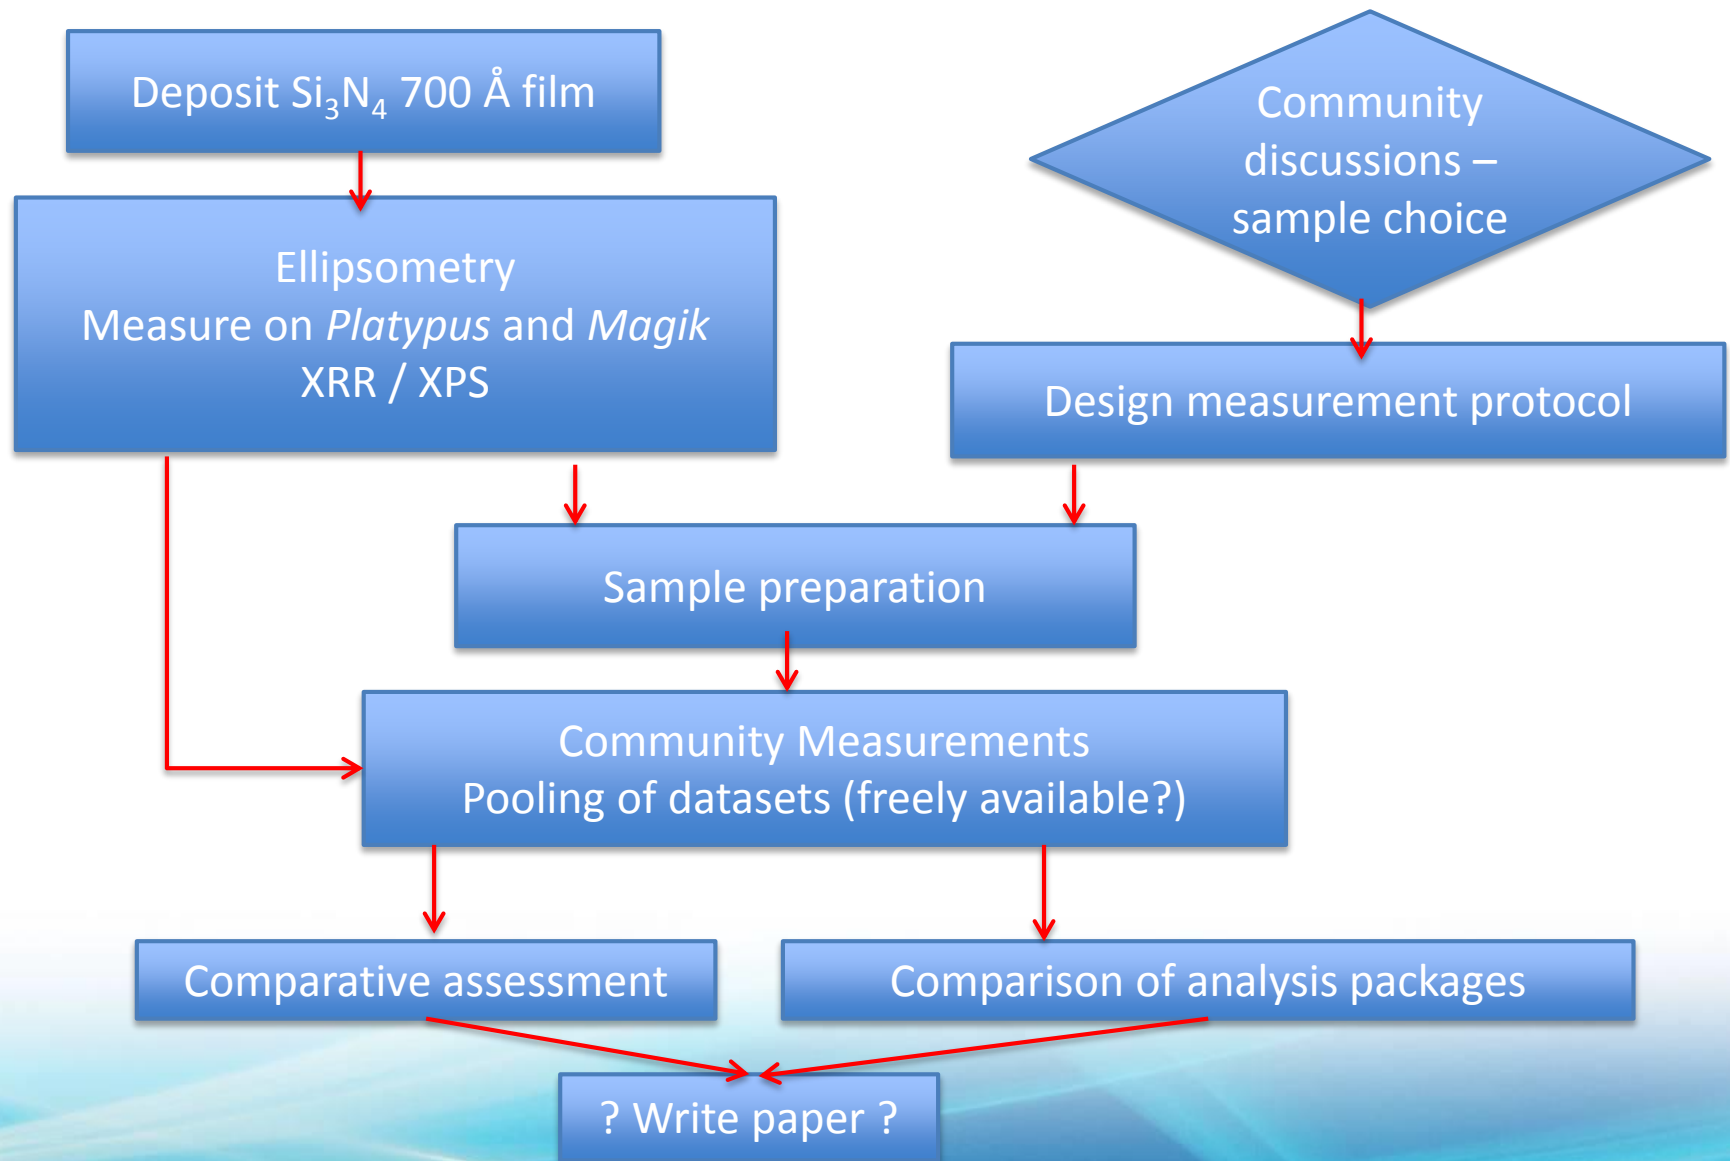 Deposit Si₃N₄ 700 Å film
Community
discussions –
sample choice
Ellipsometry
Measure on Platypus and Magik
XRR / XPS
Design measurement protocol
Sample preparation
Community Measurements
Pooling of datasets (freely available?)
Comparative assessment
Comparison of analysis packages
? Write paper ?